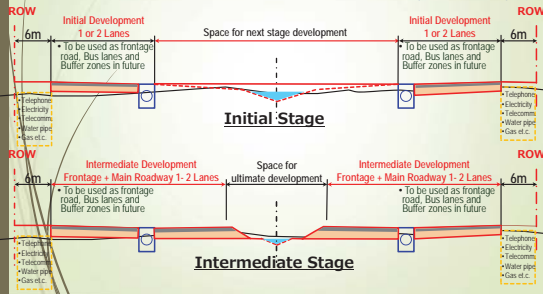 ROW
ROW
6m
Initial Development
1 or 2 Lanes
Space for next stage development
Initial Development
1 or 2 Lanes
6m
• To be used as frontage
road, Bus lanes and
Buffer zones in future
• To be used as frontage
road, Bus lanes and
Buffer zones in future
•Telephone
•Electricity
•Telecomm.
•Water pipe
•Gas et.c.
•Telephone
•Electricity
•Telecomm.
•Water pipe
•Gas et.c.
Initial Stage
ROW
ROW
6m
Intermediate Development
Frontage + Main Roadway 1- 2 Lanes
Space for
ultimate development
Intermediate Development
Frontage + Main Roadway 1- 2 Lanes
6m
• To be used as frontage
road, Bus lanes and
Buffer zones in future
• To be used as frontage
road, Bus lanes and
Buffer zones in future
•Telephone
•Electricity
•Telecomm.
•Water pipe
•Gas et.c.
•Telephone
•Electricity
•Telecomm.
•Water pipe
•Gas et.c.
Intermediate Stage